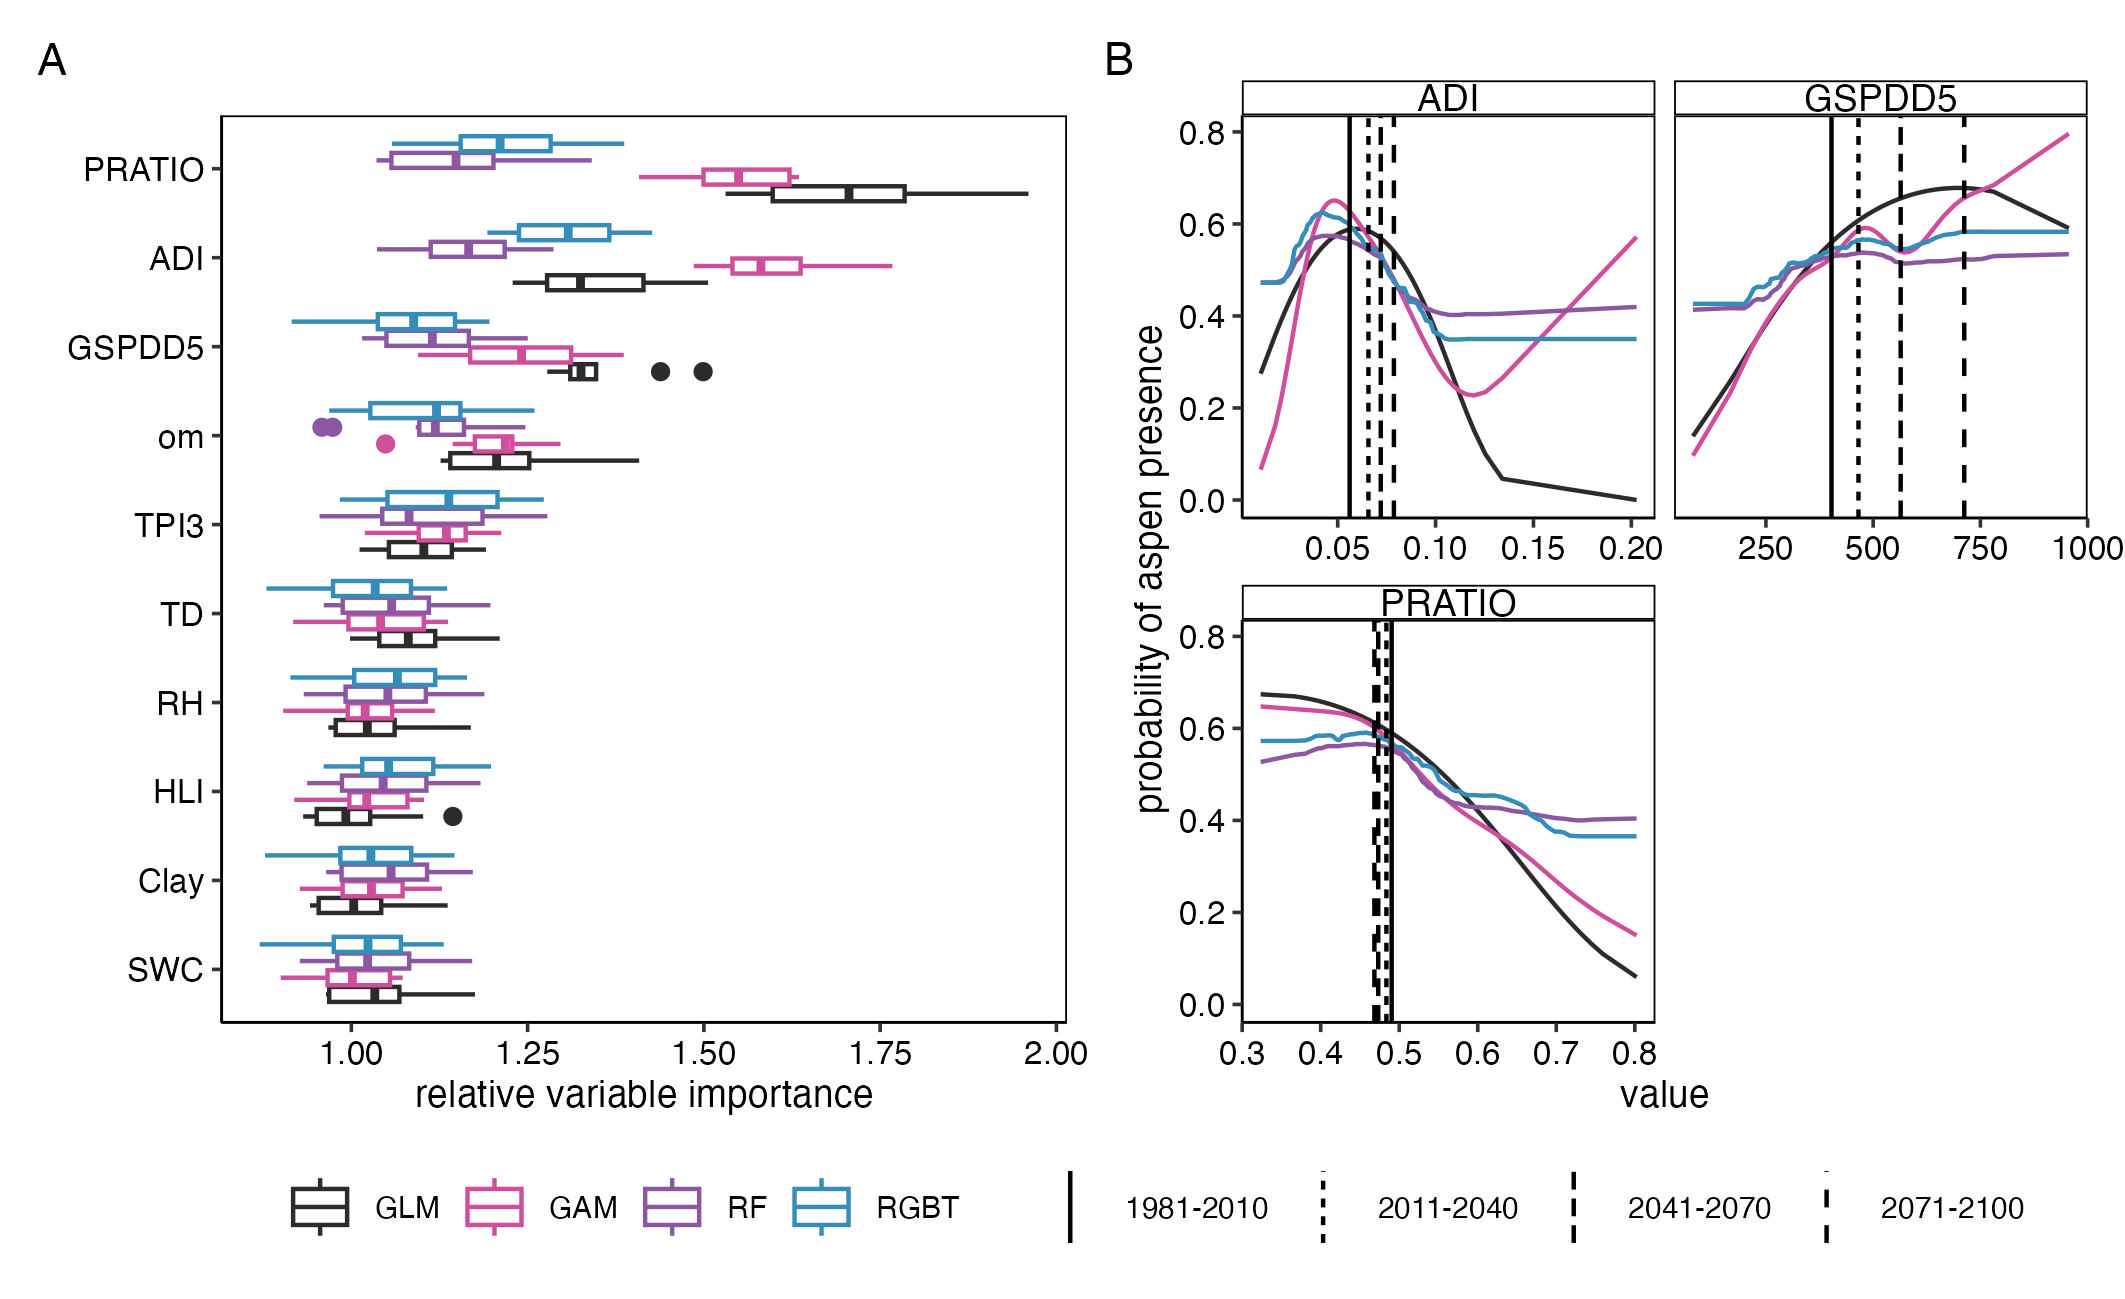 A
PRATIO
ADI
GSPDD5
om
TPI3
TD
RH
HLI
Clay
SWC
1.00 1.25 1.50 1.75 2.00
relative variable importance
B
probability of aspen presence
ADI
0.8
0.6
0.4
0.2
0.0
0.05 0.10 0.15 0.20
GSPDD5
250 500 750 1000
PRATIO
0.8
0.6
0.4
0.2
0.0
0.3 0.4 0.5 0.6 0.7 0.8
value
GLM GAM RF RGBT
1981-2010 2011-2040 2041-2070 2071-2100